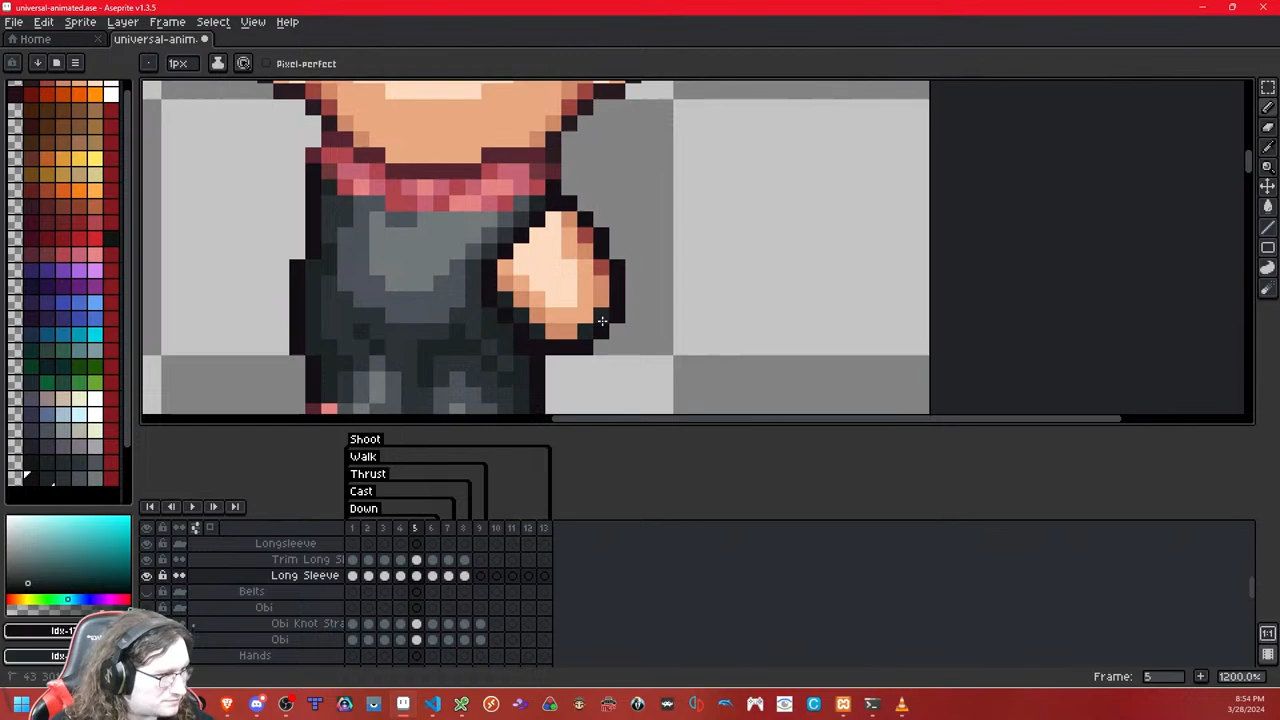 universal-animated.ase - Aseprite v1.3.5
File Edit Sprite Layer Frame Select View Help
Home
universal-anim.
1px
Pixel-perfect
Shoot
Walk
Thrust
Cast
Down
1 2 3 4 5 6 7 8 9 10 11 12 13
Longsleeve
Trim Long Sl
Long Sleeve
Belts
Obi
Obi Knot Stra
Obi
Hands
1:1
Frame: 5
1200.0%
8:54 PM
3/28/2024